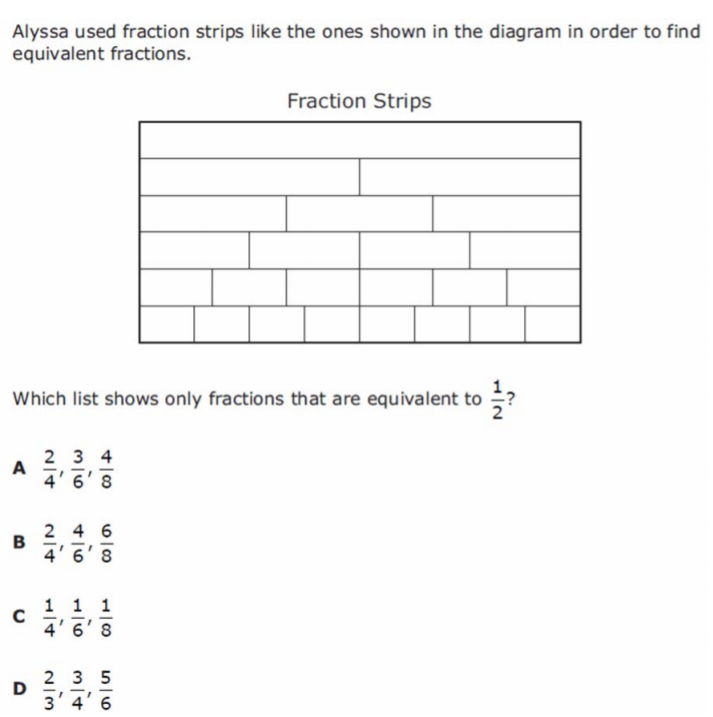 Alyssa used fraction strips like the ones shown in the diagram in order to find
equivalent fractions.
Fraction Strips
Which list shows only fractions that are equivalent to 1/2?
A 2/4, 3/6, 4/8
B 2/4, 4/6, 6/8
C 1/4, 1/6, 1/8
D 2/3, 3/4, 5/6